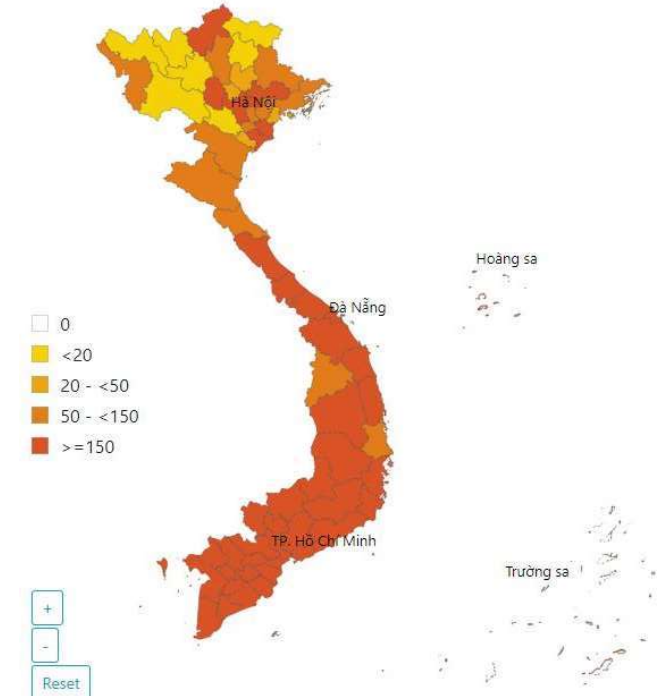 Hà Nội
Hoàng sa
Đà Nẵng
0
<20
20 - <50
50 - <150
>=150
TP. Hồ Chí Minh
Trường sa
+
-
Reset